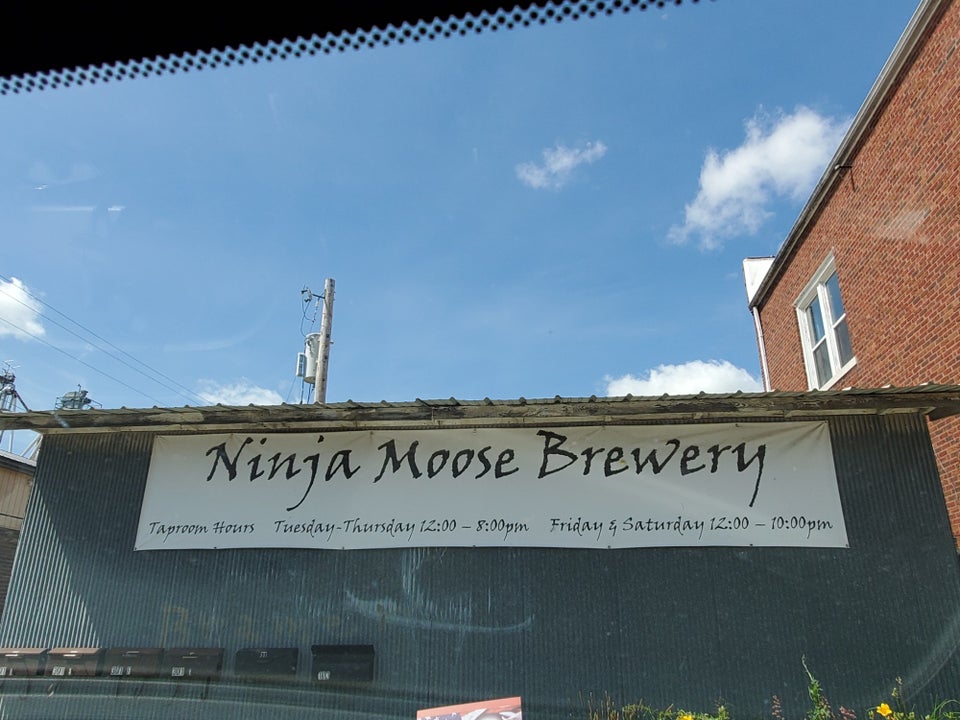 Ninja Moose Brewery
Taproom Hours Tuesday-Thursday 12:00 – 8:00pm Friday & Saturday 12:00 – 10:00pm